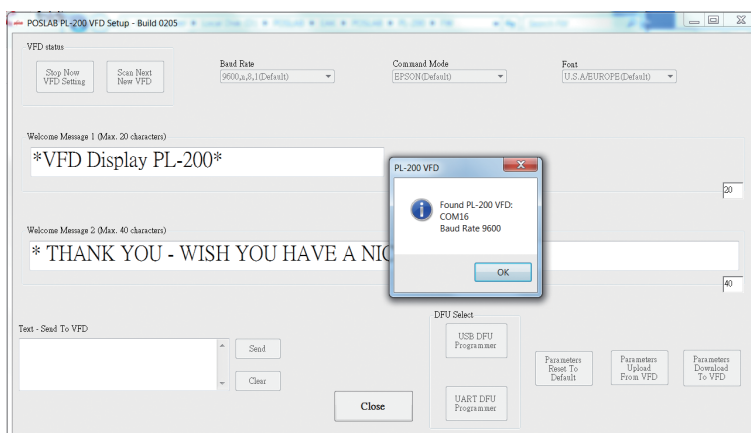 POSLAB PL-200 VFD Setup - Build 0205
VFD status
Stop Now
VFD Setting
Scan Next
New VFD
Baud Rate
9600,n,8,1(Default)
Command Mode
EPSON(Default)
Font
U.S.A/EUROPE(Default)
Welcome Message 1 (Max. 20 characters)
*VFD Display PL-200*
20
PL-200 VFD
Found PL-200 VFD:
COM16
Baud Rate 9600
OK
Welcome Message 2 (Max. 40 characters)
* THANK YOU - WISH YOU HAVE A NIC
40
Text - Send To VFD
Send
Clear
Close
DFU Select
USB DFU
Programmer
UART DFU
Programmer
Parameters
Reset To
Default
Parameters
Upload
From VFD
Parameters
Download
To VFD